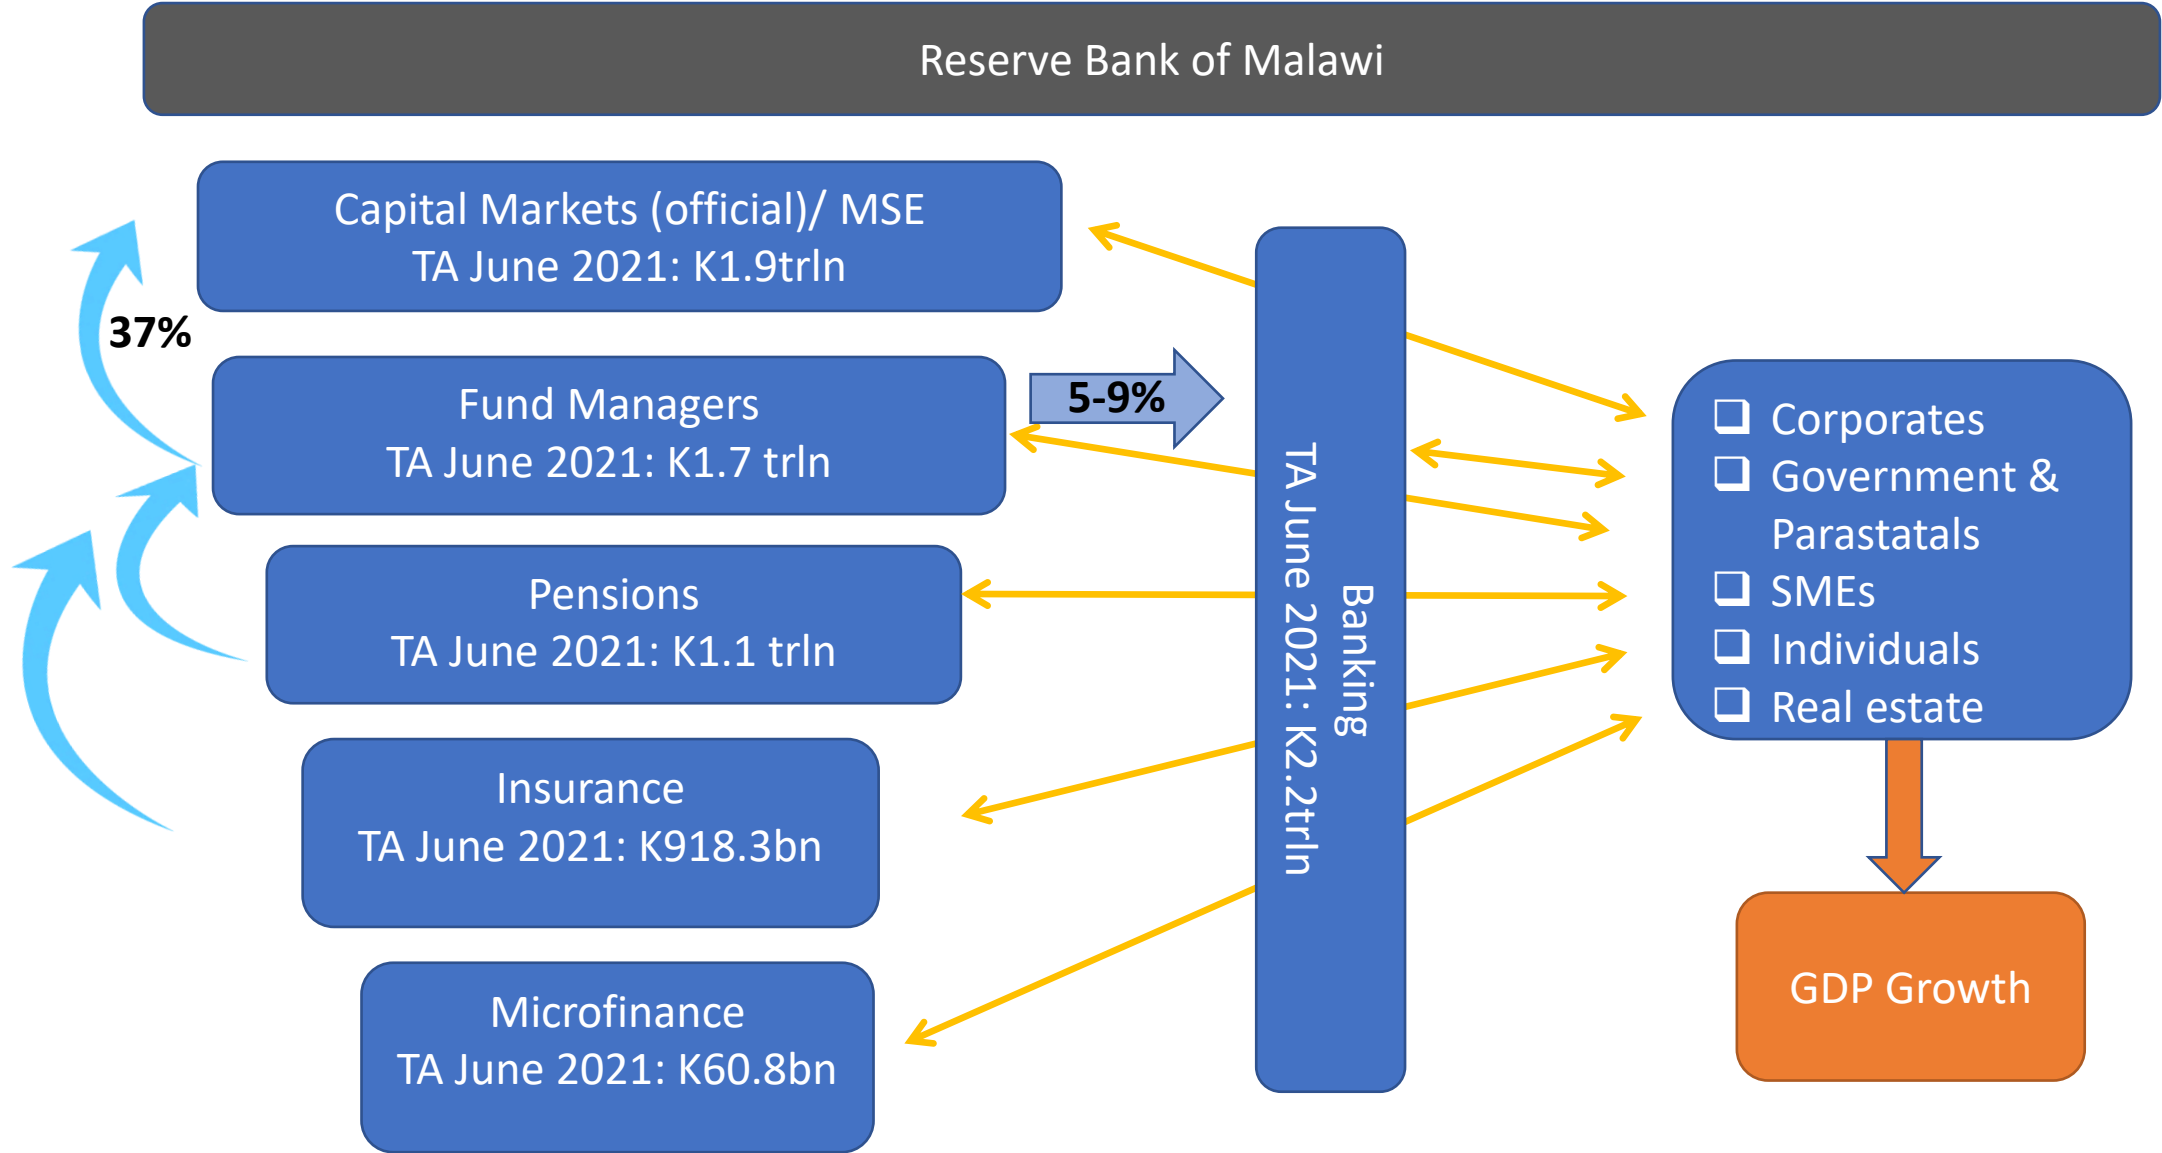 Reserve Bank of Malawi
Capital Markets (official)/ MSE
TA June 2021: K1.9trln
37%
Fund Managers
TA June 2021: K1.7 trln
5-9%
Pensions
TA June 2021: K1.1 trln
Insurance
TA June 2021: K918.3bn
Microfinance
TA June 2021: K60.8bn
Banking
TA June 2021: K2.2trln
Corporates
Government &
Parastatals
SMEs
Individuals
Real estate
GDP Growth